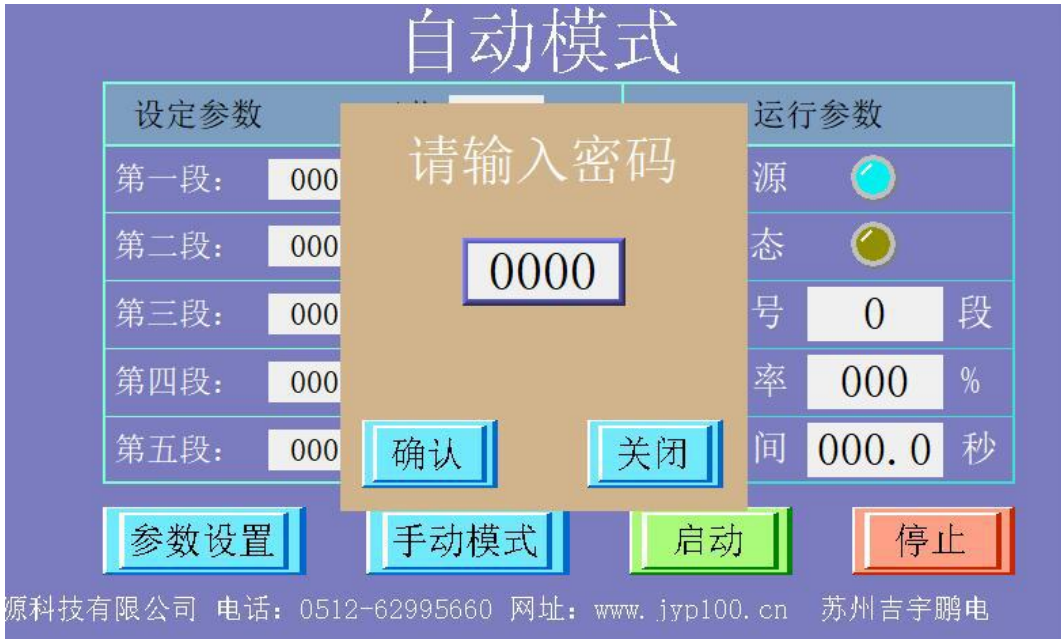 自动模式
设定参数 运行参数
请输入密码
第一段： 000 源
第二段： 000 态
0000
第三段： 000 号 0 段
第四段： 000 率 000 %
第五段： 000 间 000.0 秒
确认 关闭
参数设置 手动模式 启动 停止
源科技有限公司 电话：0512-62995660 网址：www.jyp100.cn 苏州吉宇鹏电